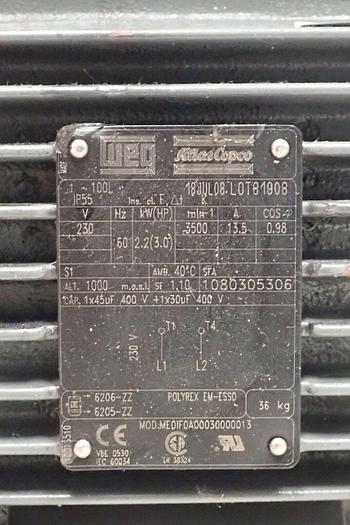 WEG Atlas Copco
1 ~ 100L 18JUL08 LOT81908
IP55 Ins. cl. F, Δt K
V Hz kW(HP) min-1 A COS-φ
230 60 2.2(3.0) 3500 13.5 0.98
S1 AMB. 40°C SFA
ALT. 1000 m.a.s.l. SF 1.10 1080305306
CAP. 1x45uF 400 V +1x30uF 400 V
T1 T4
230 V
L1 L2
6206-ZZ POLYREX EM-ESSO
6205-ZZ 36 kg
MOD.ME01F0A00030000013
CE
VBE 0530
IEC 60034 LR 38324